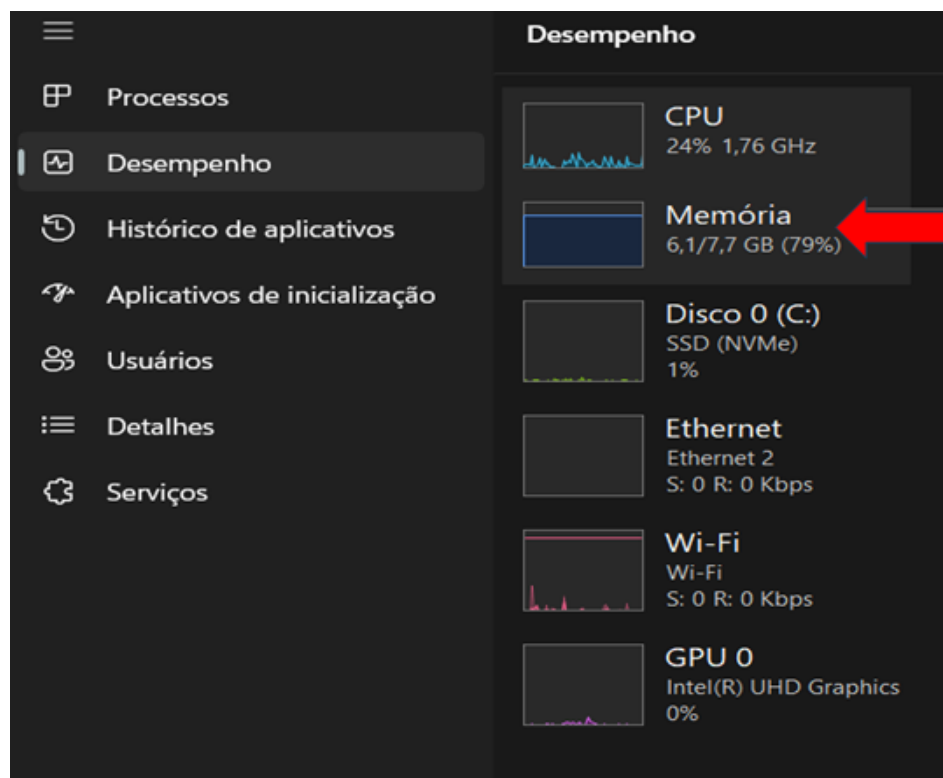 Processos
Desempenho
Histórico de aplicativos
Aplicativos de inicialização
Usuários
Detalhes
Serviços
Desempenho
CPU
24% 1,76 GHz
Memória
6,1/7,7 GB (79%)
Disco 0 (C:)
SSD (NVMe)
1%
Ethernet
Ethernet 2
S: 0 R: 0 Kbps
Wi-Fi
Wi-Fi
S: 0 R: 0 Kbps
GPU 0
Intel(R) UHD Graphics
0%